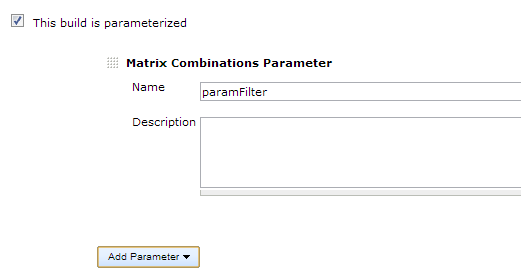 This build is parameterized
Matrix Combinations Parameter
Name
paramFilter
Description
Add Parameter